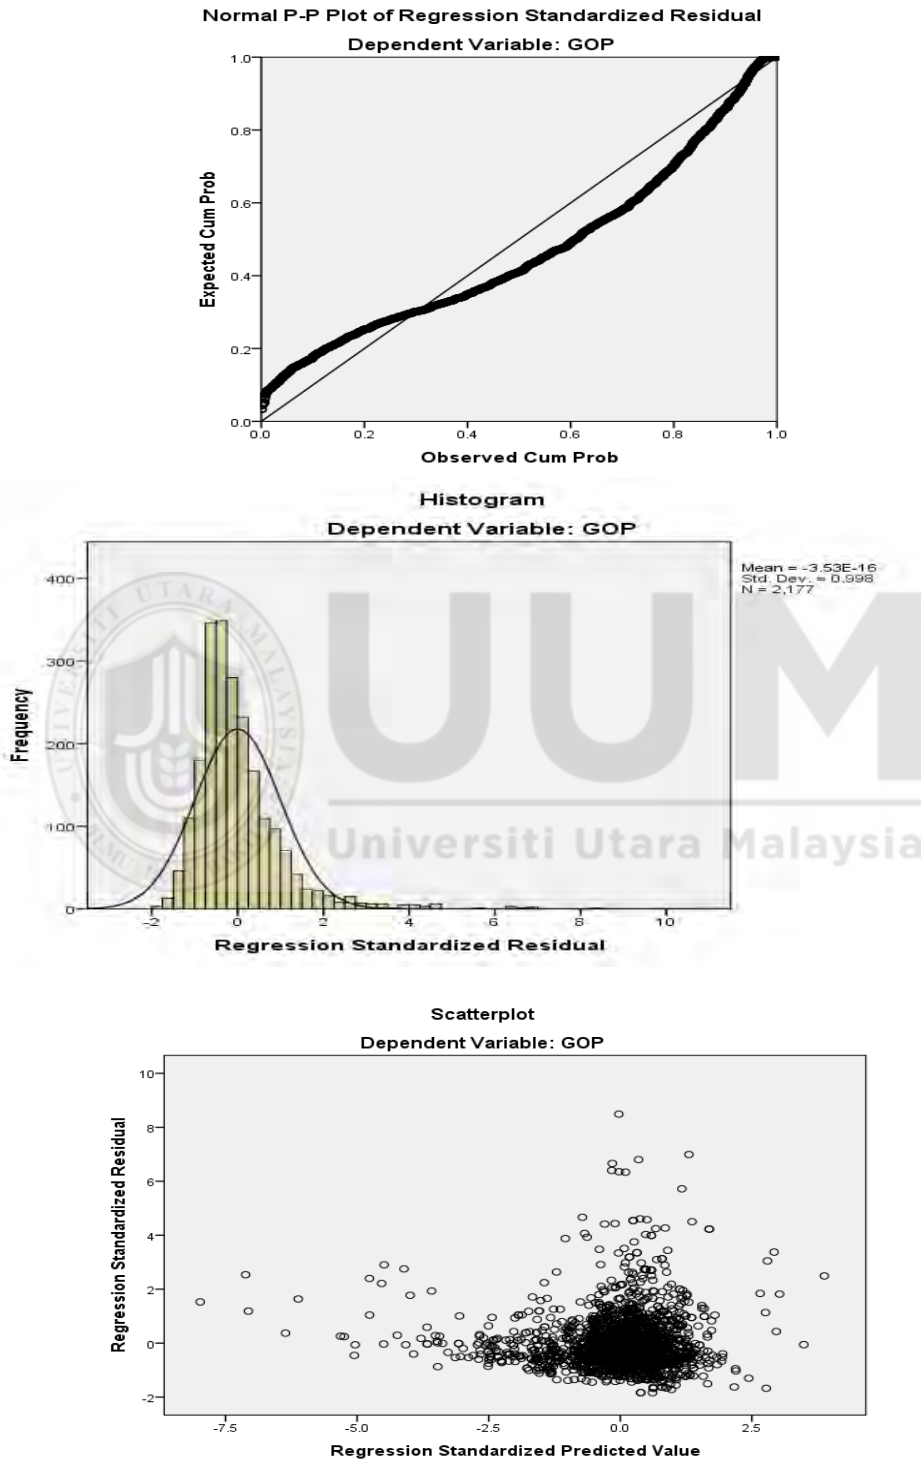 Normal P-P Plot of Regression Standardized Residual
Dependent Variable: GOP
1.0
0.8
0.6
0.4
0.2
0.0
Expected Cum Prob
0.0 0.2 0.4 0.6 0.8 1.0
Observed Cum Prob
Histogram
Dependent Variable: GOP
Mean = -3.53E-16
Std. Dev. = 0.998
N = 2,177
400
300
200
100
0
Frequency
UNIVERSITI UTARA MALAYSIA
UUM
Universiti Utara Malaysia
-2 0 2 4 6 8 10
Regression Standardized Residual
Scatterplot
Dependent Variable: GOP
10
8
6
4
2
0
-2
Regression Standardized Residual
-7.5 -5.0 -2.5 0.0 2.5
Regression Standardized Predicted Value